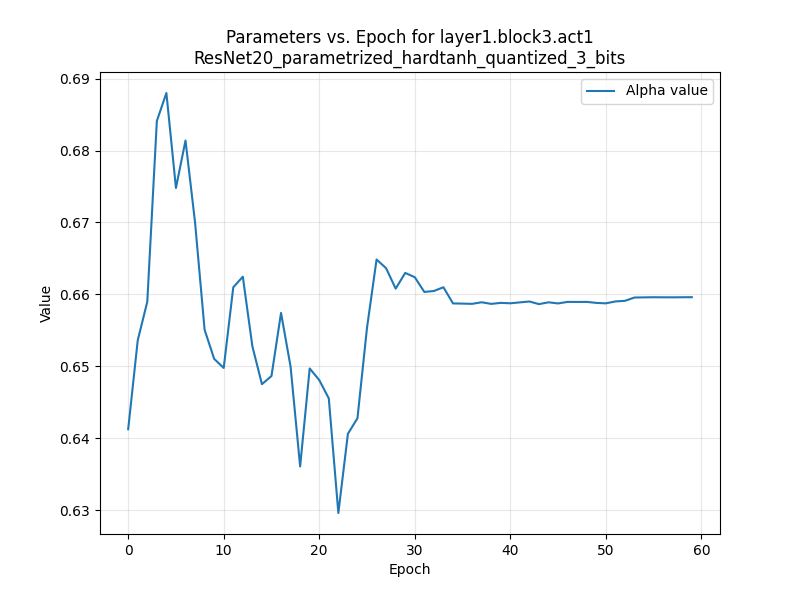 Parameters vs. Epoch for layer1.block3.act1
ResNet20_parametrized_hardtanh_quantized_3_bits
Alpha value
0.69
0.68
0.67
0.66
0.65
0.64
0.63
Value
0 10 20 30 40 50 60
Epoch